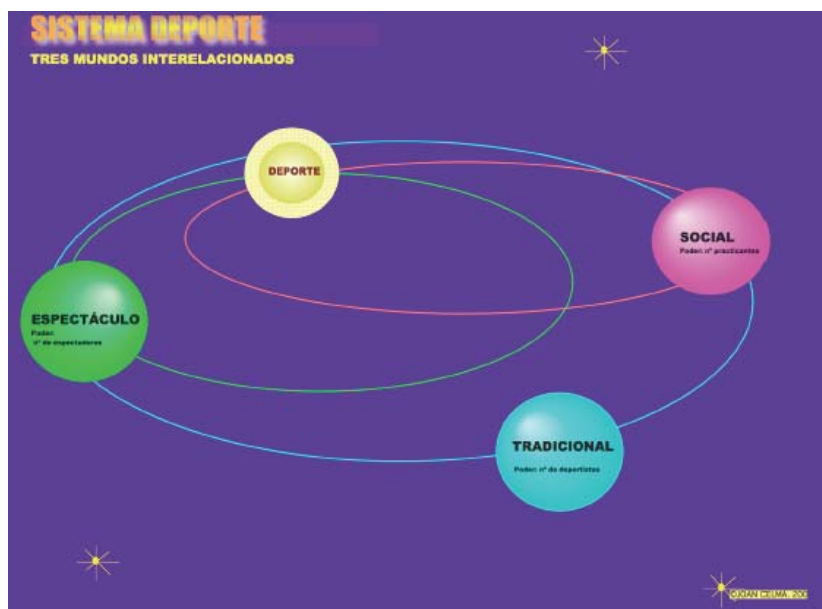 SISTEMA DEPORTE
TRES MUNDOS INTERELACIONADOS
DEPORTE
SOCIAL
Poder: nº practicantes
ESPECTÁCULO
Poder:
nº de espectadores
TRADICIONAL
Poder: nº de deportistas